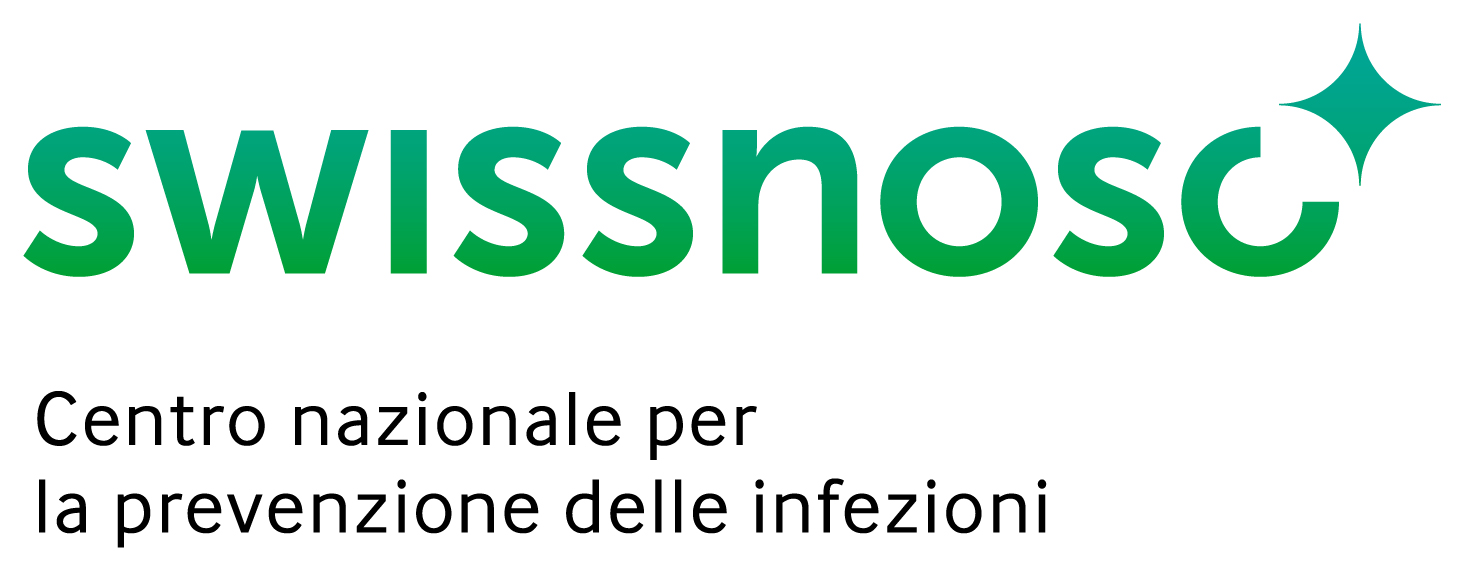 swissnoso
Centro nazionale per
la prevenzione delle infezioni